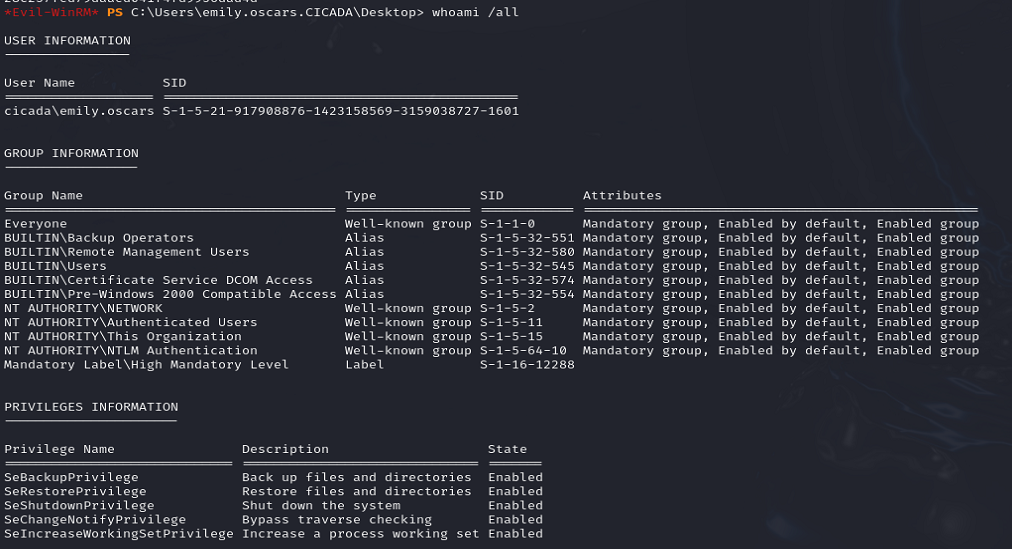 *Evil-WinRM* PS C:\Users\emily.oscars.CICADA\Desktop> whoami /all
USER INFORMATION
User Name SID
cicada\emily.oscars S-1-5-21-917908876-1423158569-3159038727-1601
GROUP INFORMATION
Group Name Type SID Attributes
Everyone Well-known group S-1-1-0 Mandatory group, Enabled by default, Enabled group
BUILTIN\Backup Operators Alias S-1-5-32-551 Mandatory group, Enabled by default, Enabled group
BUILTIN\Remote Management Users Alias S-1-5-32-580 Mandatory group, Enabled by default, Enabled group
BUILTIN\Users Alias S-1-5-32-545 Mandatory group, Enabled by default, Enabled group
BUILTIN\Certificate Service DCOM Access Alias S-1-5-32-574 Mandatory group, Enabled by default, Enabled group
BUILTIN\Pre-Windows 2000 Compatible Access Alias S-1-5-32-554 Mandatory group, Enabled by default, Enabled group
NT AUTHORITY\NETWORK Well-known group S-1-5-2 Mandatory group, Enabled by default, Enabled group
NT AUTHORITY\Authenticated Users Well-known group S-1-5-11 Mandatory group, Enabled by default, Enabled group
NT AUTHORITY\This Organization Well-known group S-1-5-15 Mandatory group, Enabled by default, Enabled group
NT AUTHORITY\NTLM Authentication Well-known group S-1-5-64-10 Mandatory group, Enabled by default, Enabled group
Mandatory Label\High Mandatory Level Label S-1-16-12288
PRIVILEGES INFORMATION
Privilege Name Description State
SeBackupPrivilege Back up files and directories Enabled
SeRestorePrivilege Restore files and directories Enabled
SeShutdownPrivilege Shut down the system Enabled
SeChangeNotifyPrivilege Bypass traverse checking Enabled
SeIncreaseWorkingSetPrivilege Increase a process working set Enabled